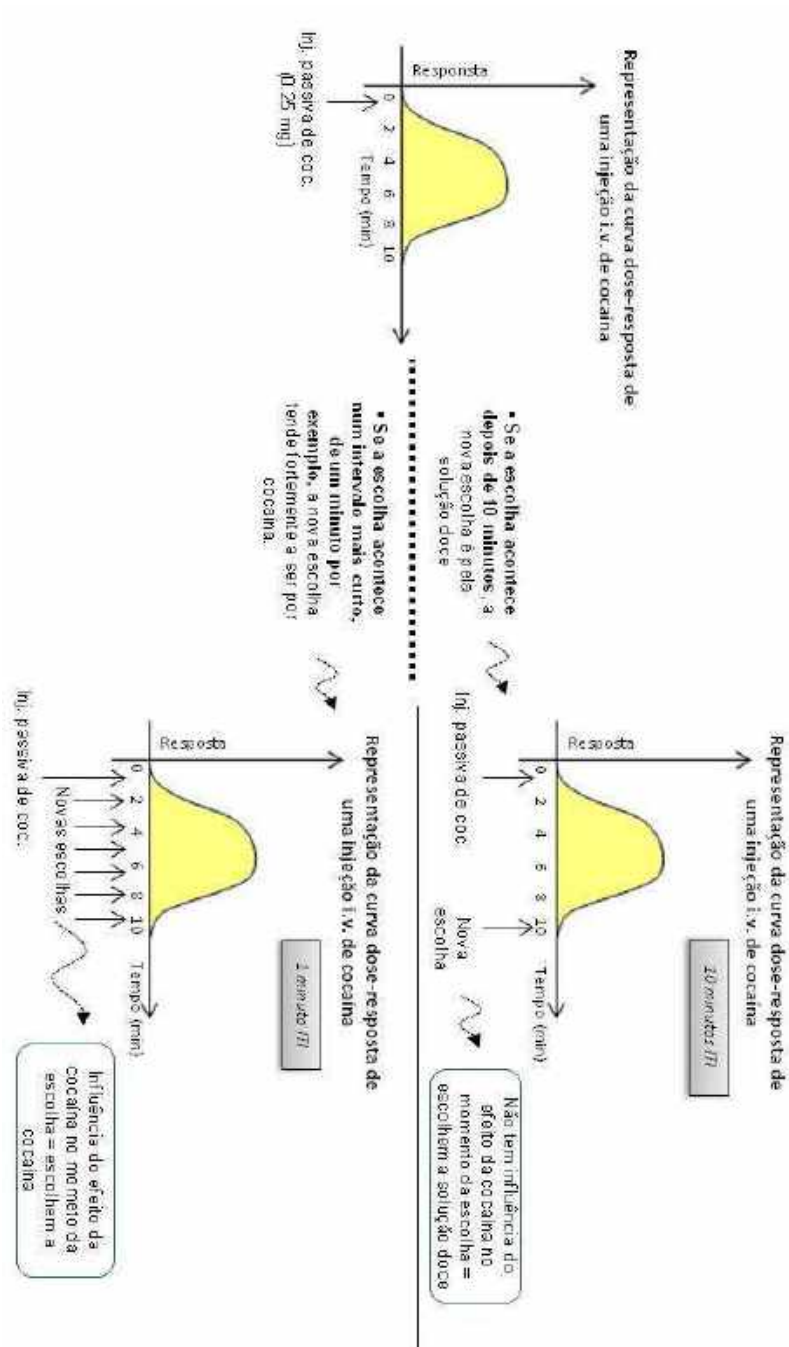 Representação da curva dose-resposta de
uma injeção i.v. de cocaína
Resposta
0 2 4 6 8 10
Tempo (min)
Inj. passiva de coc.
(0.25 mg)
▪ Se a escolha acontece
depois de 10 minutos, a
nova escolha é pela
solução doce
▪ Se a escolha acontece
num intervalo mais curto,
de um minuto por
exemplo, a nova escolha
tende fortemente a ser por
cocaína.
Representação da curva dose-resposta de
uma injeção i.v. de cocaína
10 minutos ITI
Resposta
0 2 4 6 8 10
Tempo (min)
Inj. passiva de coc.
Nova
escolha
Não tem influência do
efeito da cocaína no
momento da escolha =
escolhem a solução doce
Representação da curva dose-resposta de
uma injeção i.v. de cocaína
1 minuto ITI
Resposta
0 2 4 6 8 10
Tempo (min)
Novas escolhas
Inj. passiva de coc.
Influência do efeito da
cocaína no mometo da
escolha = escolhem a
cocaína